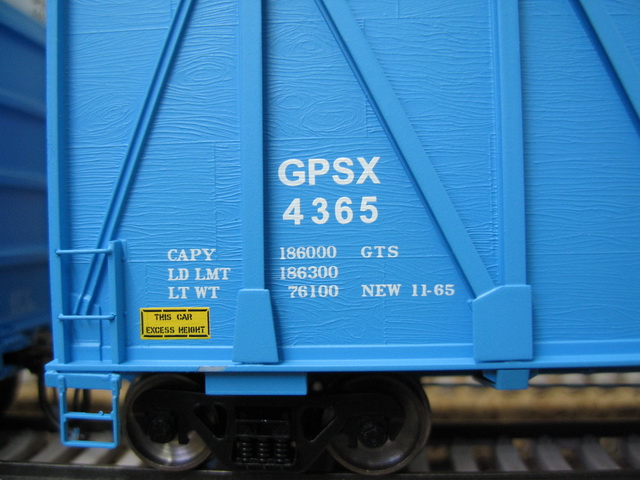 GPSX
4365
CAPY 186000 GTS
LD LMT 186300
LT WT 76100 NEW 11-65
THIS CAR
EXCESS HEIGHT